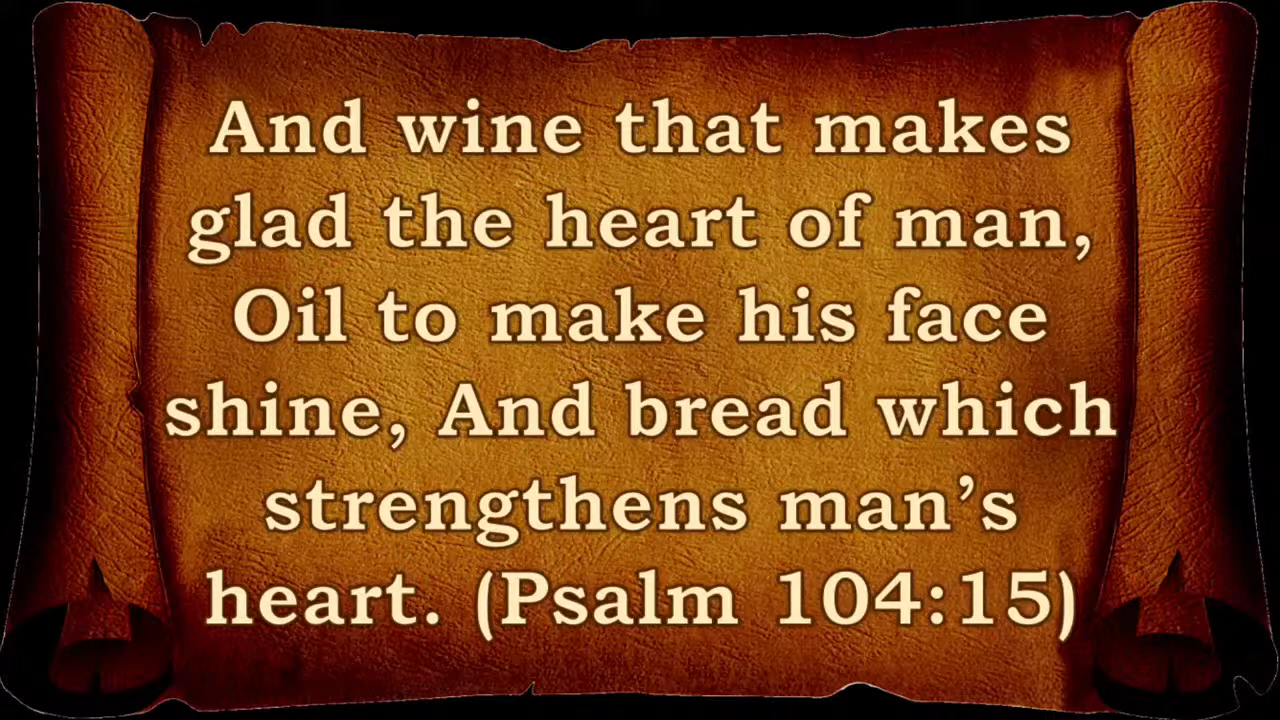 And wine that makes
glad the heart of man,
Oil to make his face
shine, And bread which
strengthens man’s
heart. (Psalm 104:15)